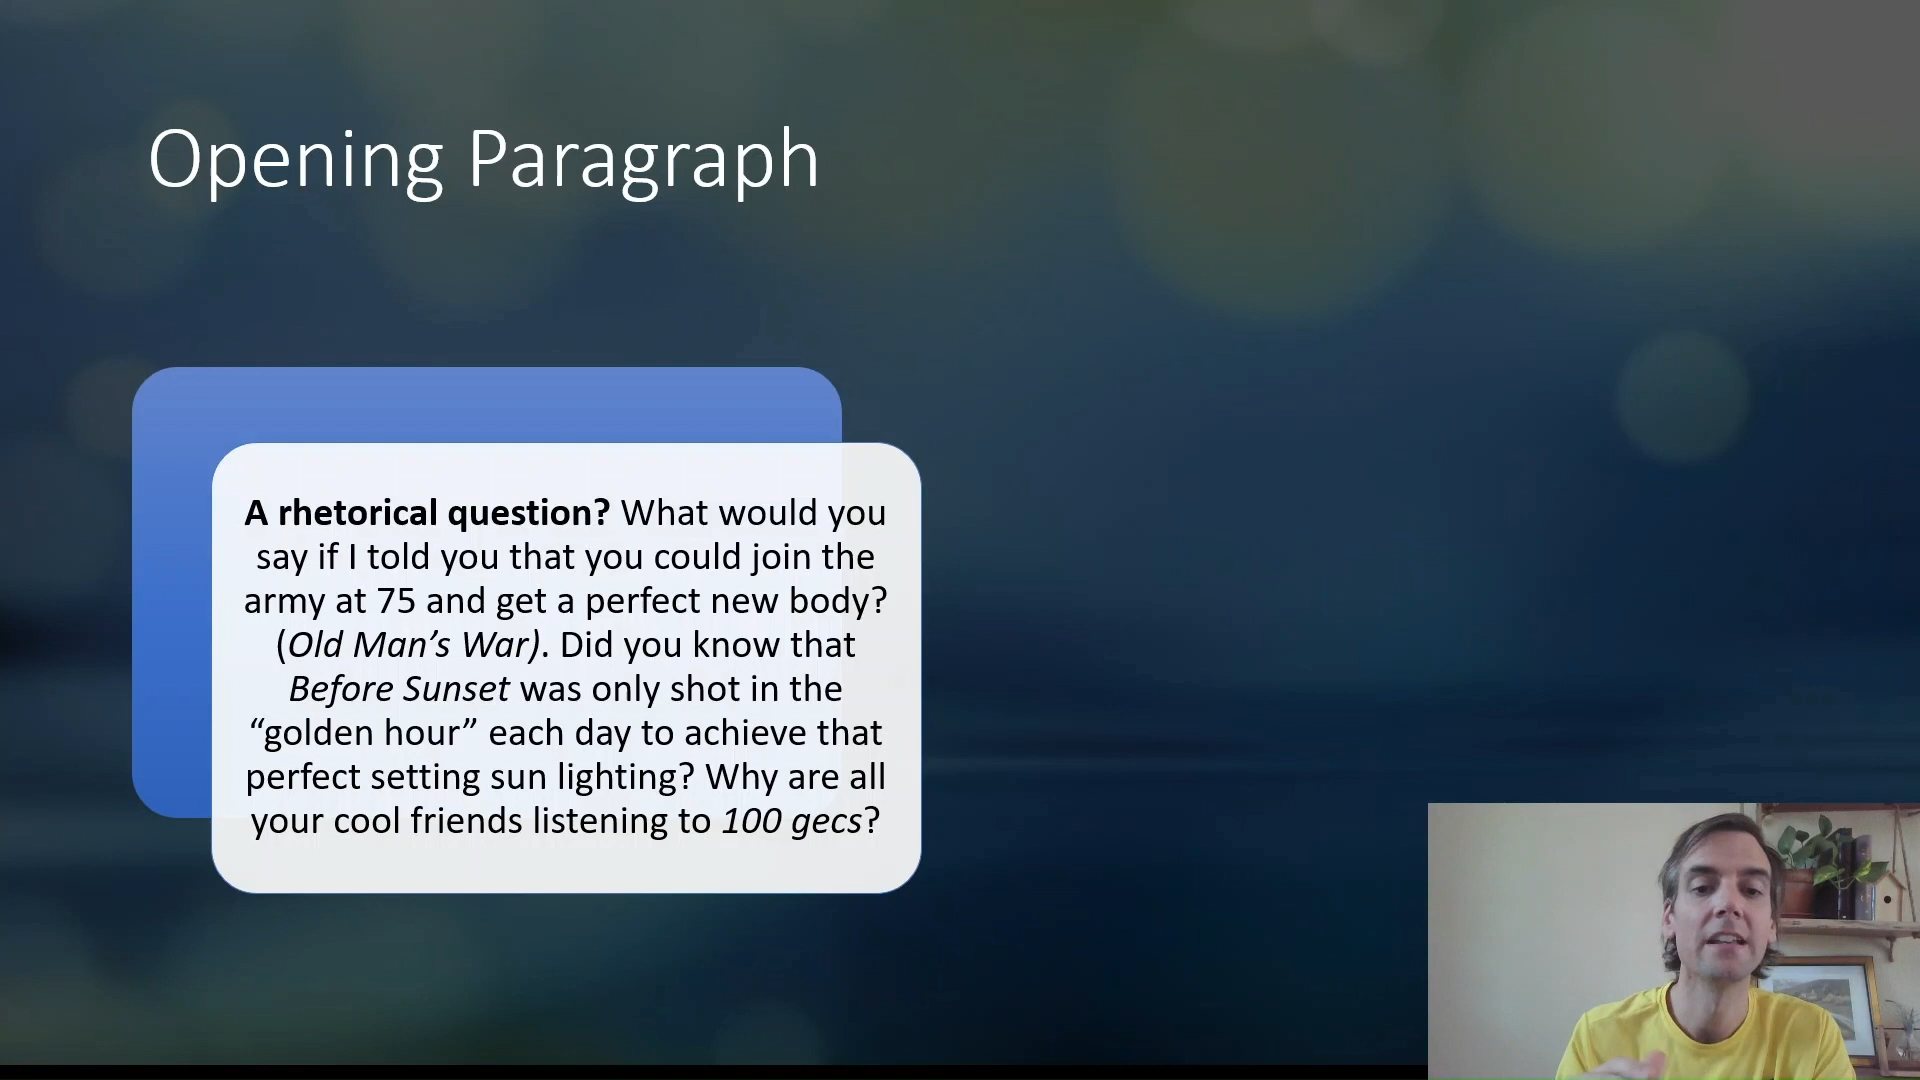 Opening Paragraph
A rhetorical question? What would you
say if I told you that you could join the
army at 75 and get a perfect new body?
(Old Man’s War). Did you know that
Before Sunset was only shot in the
“golden hour” each day to achieve that
perfect setting sun lighting? Why are all
your cool friends listening to 100 gecs?